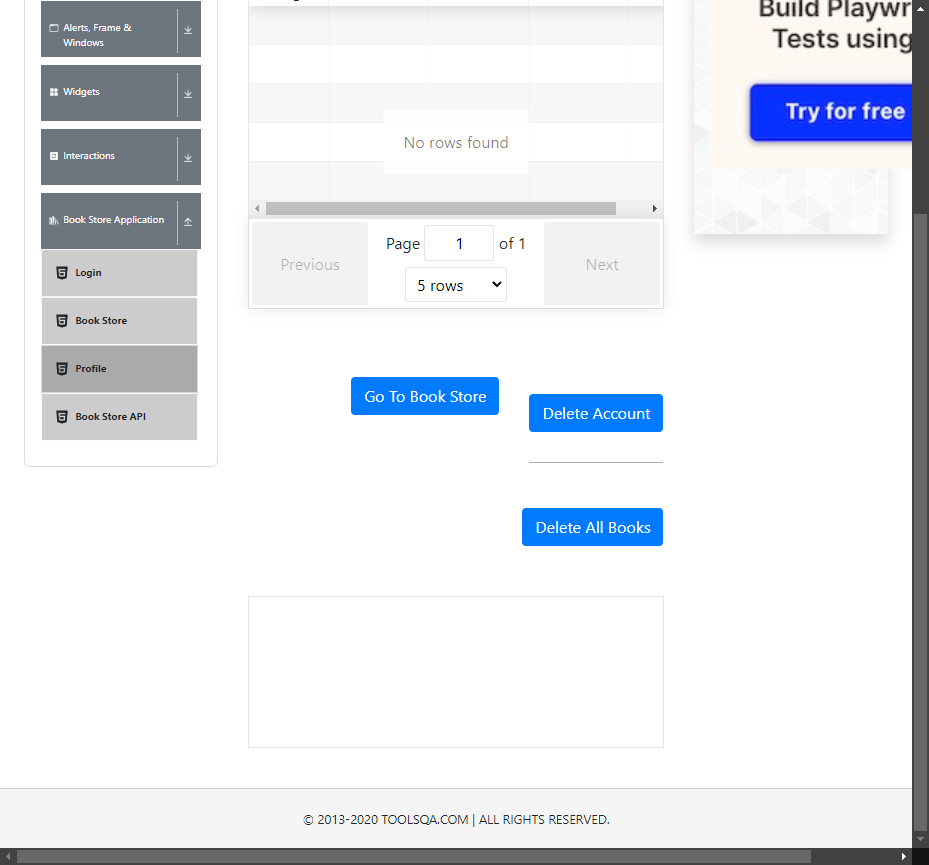 Alerts, Frame &
Windows
Widgets
Interactions
Book Store Application
Login
Book Store
Profile
Book Store API
No rows found
Previous
Page 1 of 1
5 rows
Next
Go To Book Store
Delete Account
Delete All Books
Build Playwr
Tests using
Try for free
© 2013-2020 TOOLSQA.COM | ALL RIGHTS RESERVED.